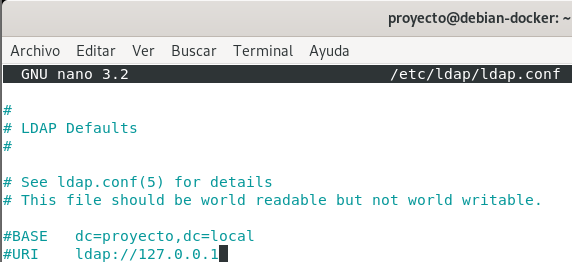 proyecto@debian-docker: ~
Archivo Editar Ver Buscar Terminal Ayuda
GNU nano 3.2 /etc/ldap/ldap.conf
#
# LDAP Defaults
#
# See ldap.conf(5) for details
# This file should be world readable but not world writable.
#BASE dc=proyecto,dc=local
#URI ldap://127.0.0.1